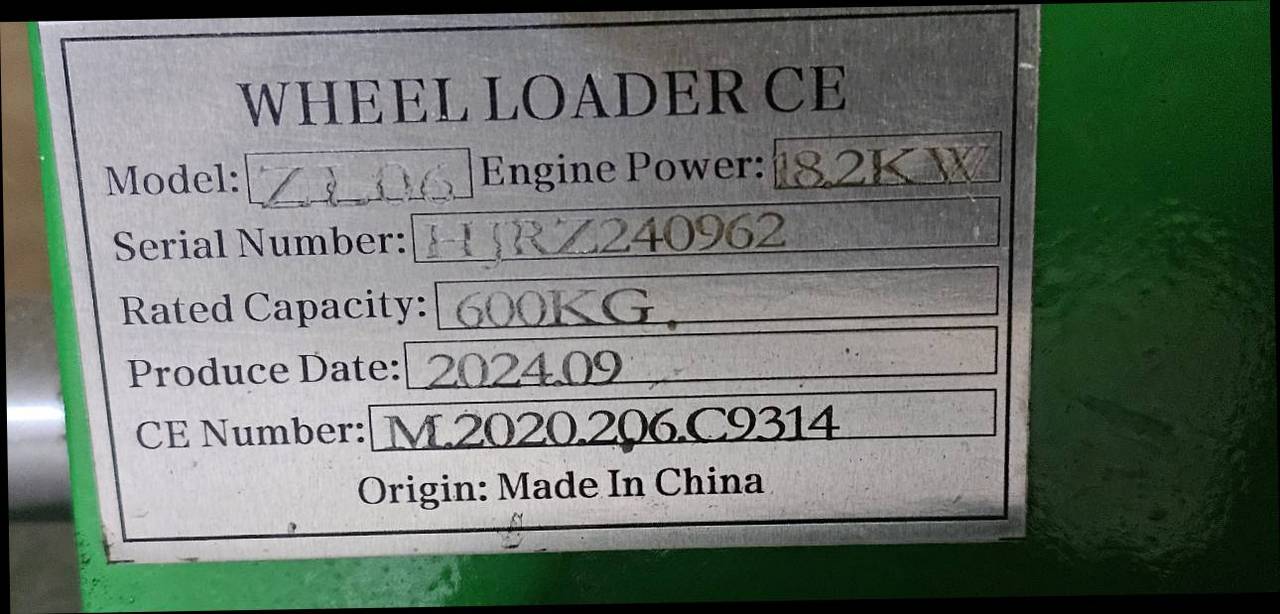 WHEEL LOADER CE
Model: ZL06 Engine Power: 18.2KW
Serial Number: HJRZ240962
Rated Capacity: 600KG
Produce Date: 2024.09
CE Number: M.2020.206.C9314
Origin: Made In China